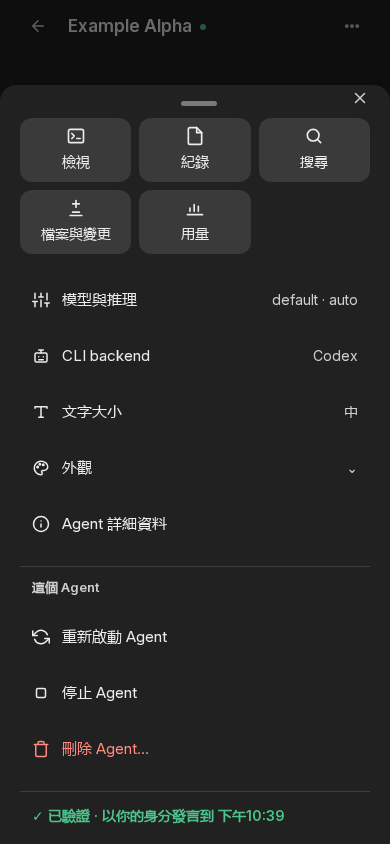 Example Alpha
檢視
紀錄
搜尋
檔案與變更
用量
模型與推理 default · auto
CLI backend Codex
文字大小 中
外觀
Agent 詳細資料
這個 Agent
重新啟動 Agent
停止 Agent
刪除 Agent...
✓ 已驗證 · 以你的身分發言到 下午10:39